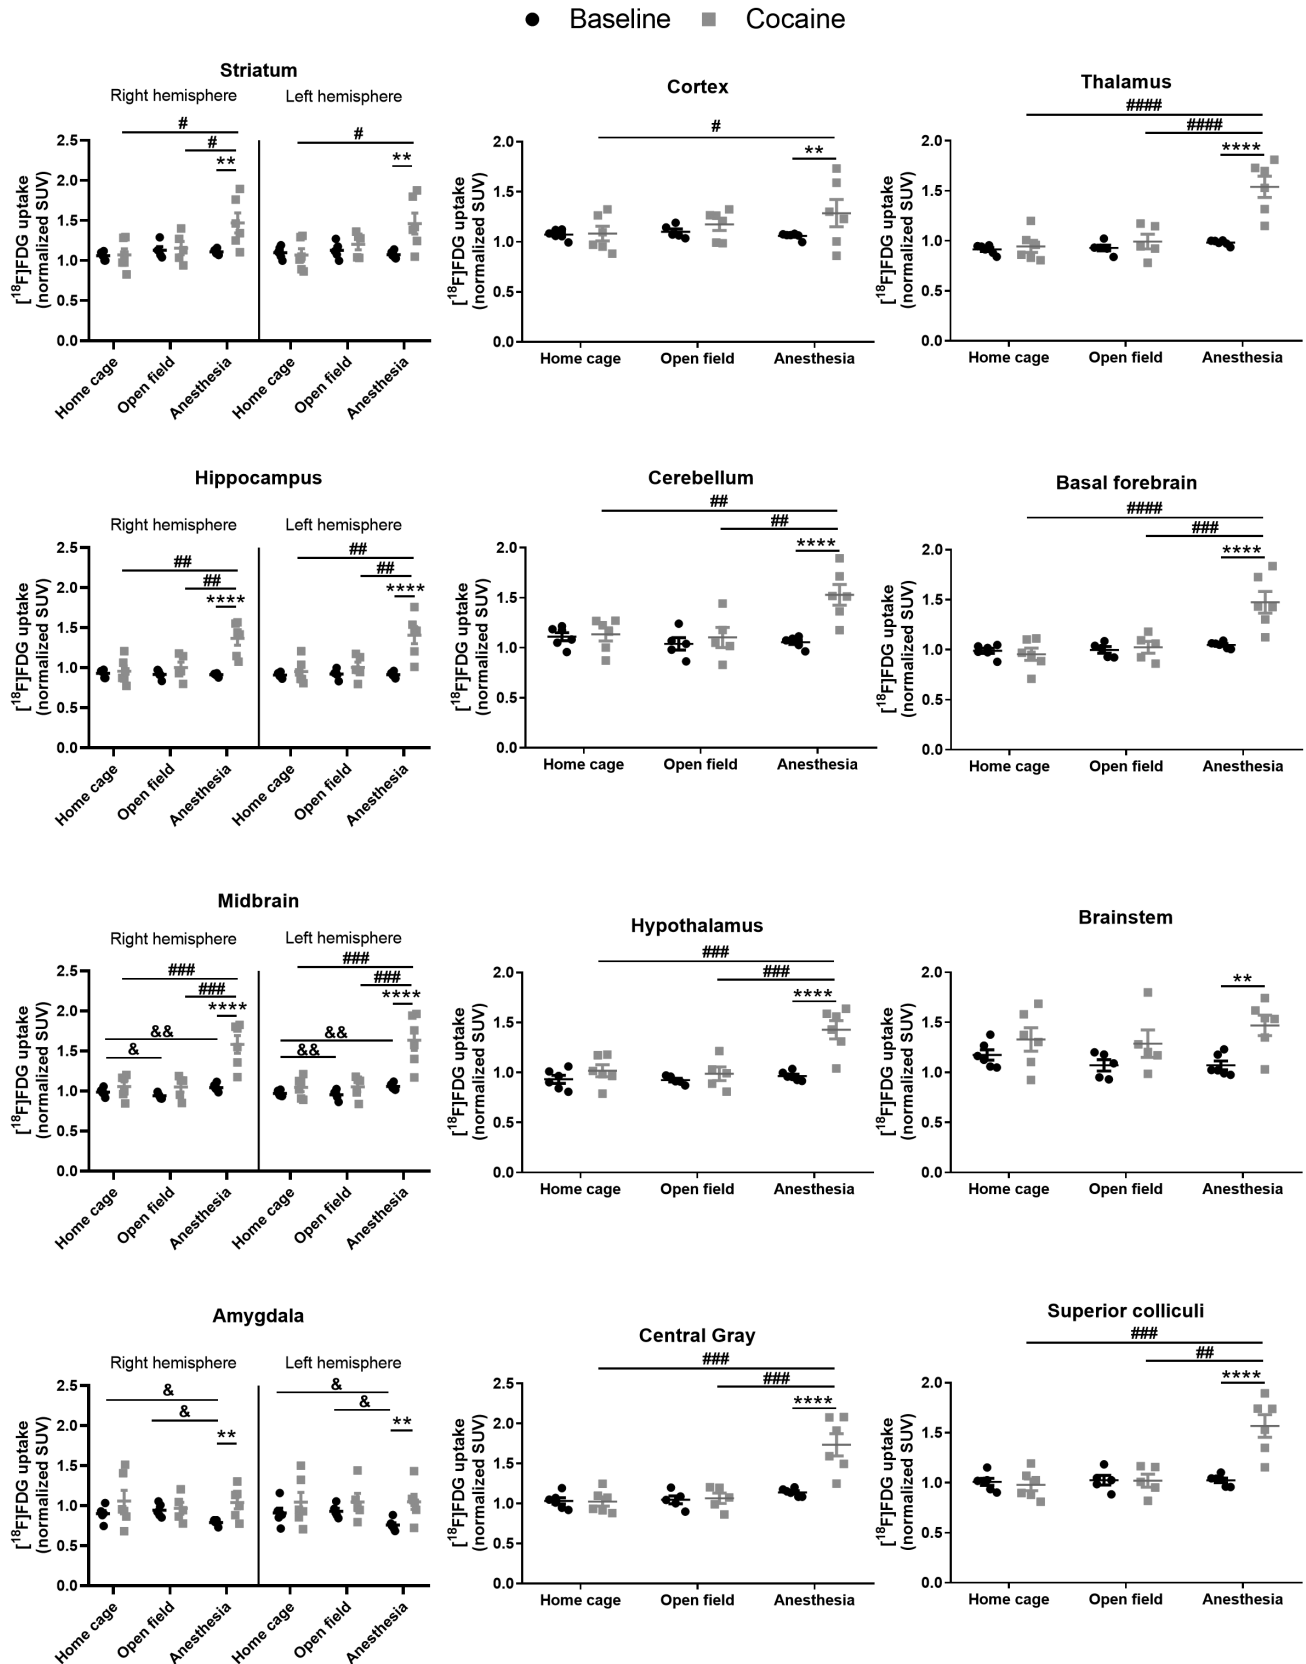 Baseline Cocaine
Striatum
Right hemisphere Left hemisphere
# # # ** **
[18F]FDG uptake
(normalized SUV)
2.5
2.0
1.5
1.0
0.5
0.0
Home cage Open field Anesthesia Home cage Open field Anesthesia
Cortex
# **
[18F]FDG uptake
(normalized SUV)
2.0
1.5
1.0
0.5
0.0
Home cage Open field Anesthesia
Thalamus
####
####
****
[18F]FDG uptake
(normalized SUV)
2.0
1.5
1.0
0.5
0.0
Home cage Open field Anesthesia
Hippocampus
Right hemisphere Left hemisphere
## ## **** ## ## ****
[18F]FDG uptake
(normalized SUV)
2.5
2.0
1.5
1.0
0.5
0.0
Home cage Open field Anesthesia Home cage Open field Anesthesia
Cerebellum
##
##
****
[18F]FDG uptake
(normalized SUV)
2.0
1.5
1.0
0.5
0.0
Home cage Open field Anesthesia
Basal forebrain
####
###
****
[18F]FDG uptake
(normalized SUV)
2.0
1.5
1.0
0.5
0.0
Home cage Open field Anesthesia
Midbrain
Right hemisphere Left hemisphere
### ### **** && & ### ### **** && &&
[18F]FDG uptake
(normalized SUV)
2.5
2.0
1.5
1.0
0.5
0.0
Home cage Open field Anesthesia Home cage Open field Anesthesia
Hypothalamus
###
###
****
[18F]FDG uptake
(normalized SUV)
2.0
1.5
1.0
0.5
0.0
Home cage Open field Anesthesia
Brainstem
**
[18F]FDG uptake
(normalized SUV)
2.0
1.5
1.0
0.5
0.0
Home cage Open field Anesthesia
Amygdala
Right hemisphere Left hemisphere
& & ** & & **
[18F]FDG uptake
(normalized SUV)
2.5
2.0
1.5
1.0
0.5
0.0
Home cage Open field Anesthesia Home cage Open field Anesthesia
Central Gray
###
###
****
[18F]FDG uptake
(normalized SUV)
2.5
2.0
1.5
1.0
0.5
0.0
Home cage Open field Anesthesia
Superior colliculi
###
##
****
[18F]FDG uptake
(normalized SUV)
2.0
1.5
1.0
0.5
0.0
Home cage Open field Anesthesia